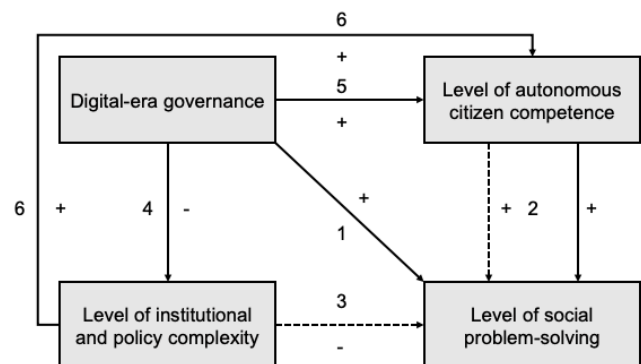 6
+
Digital-era governance
5
+
Level of autonomous
citizen competence
6
+
4
-
+
1
+
2
+
Level of institutional
and policy complexity
3
-
Level of social
problem-solving